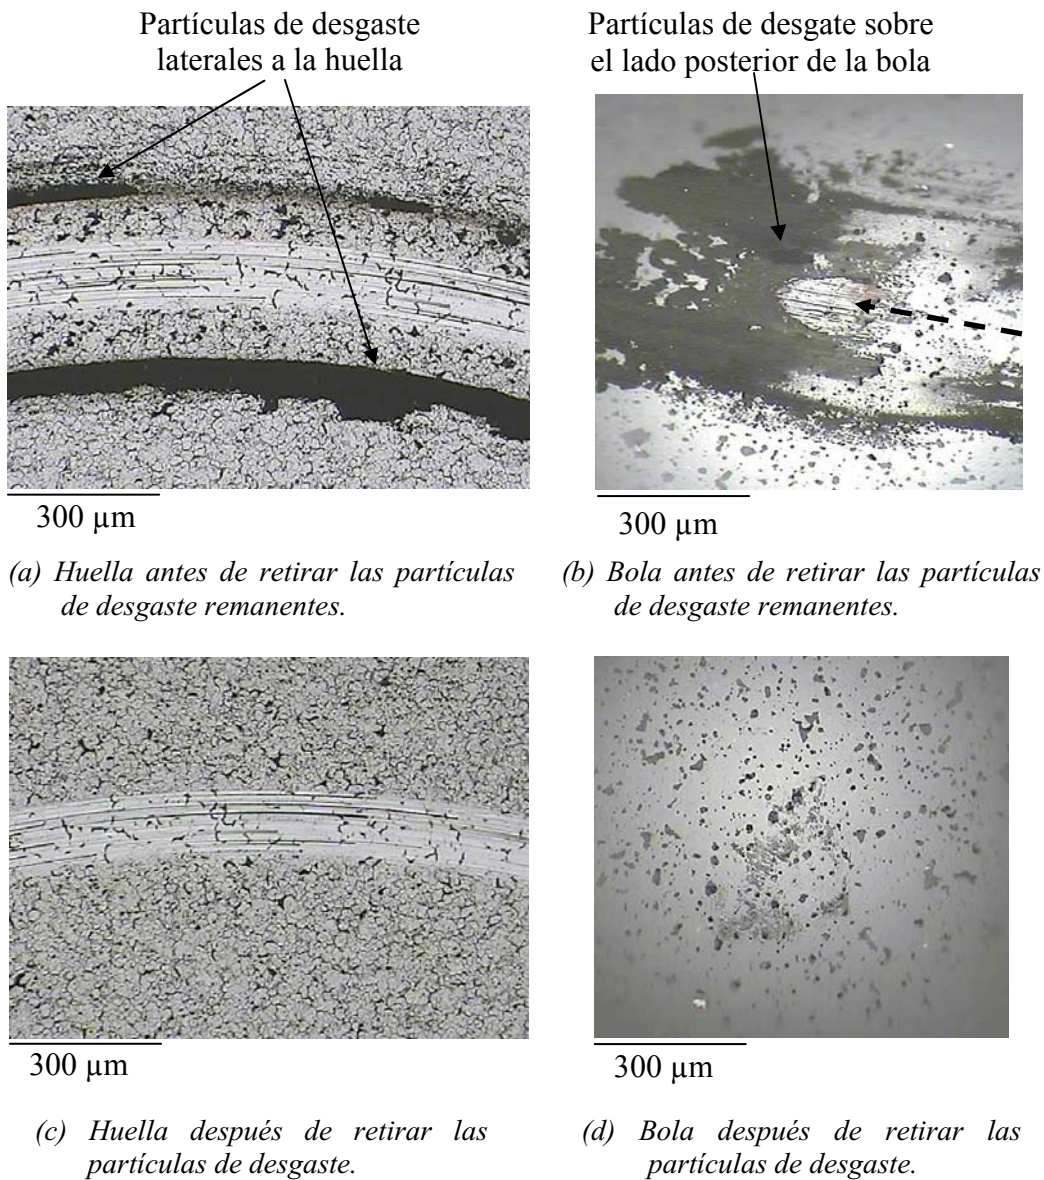 Partículas de desgaste
laterales a la huella
Partículas de desgate sobre
el lado posterior de la bola
300 µm
300 µm
(a) Huella antes de retirar las partículas
de desgaste remanentes.
(b) Bola antes de retirar las partículas
de desgaste remanentes.
300 µm
300 µm
(c) Huella después de retirar las
partículas de desgaste.
(d) Bola después de retirar las
partículas de desgaste.